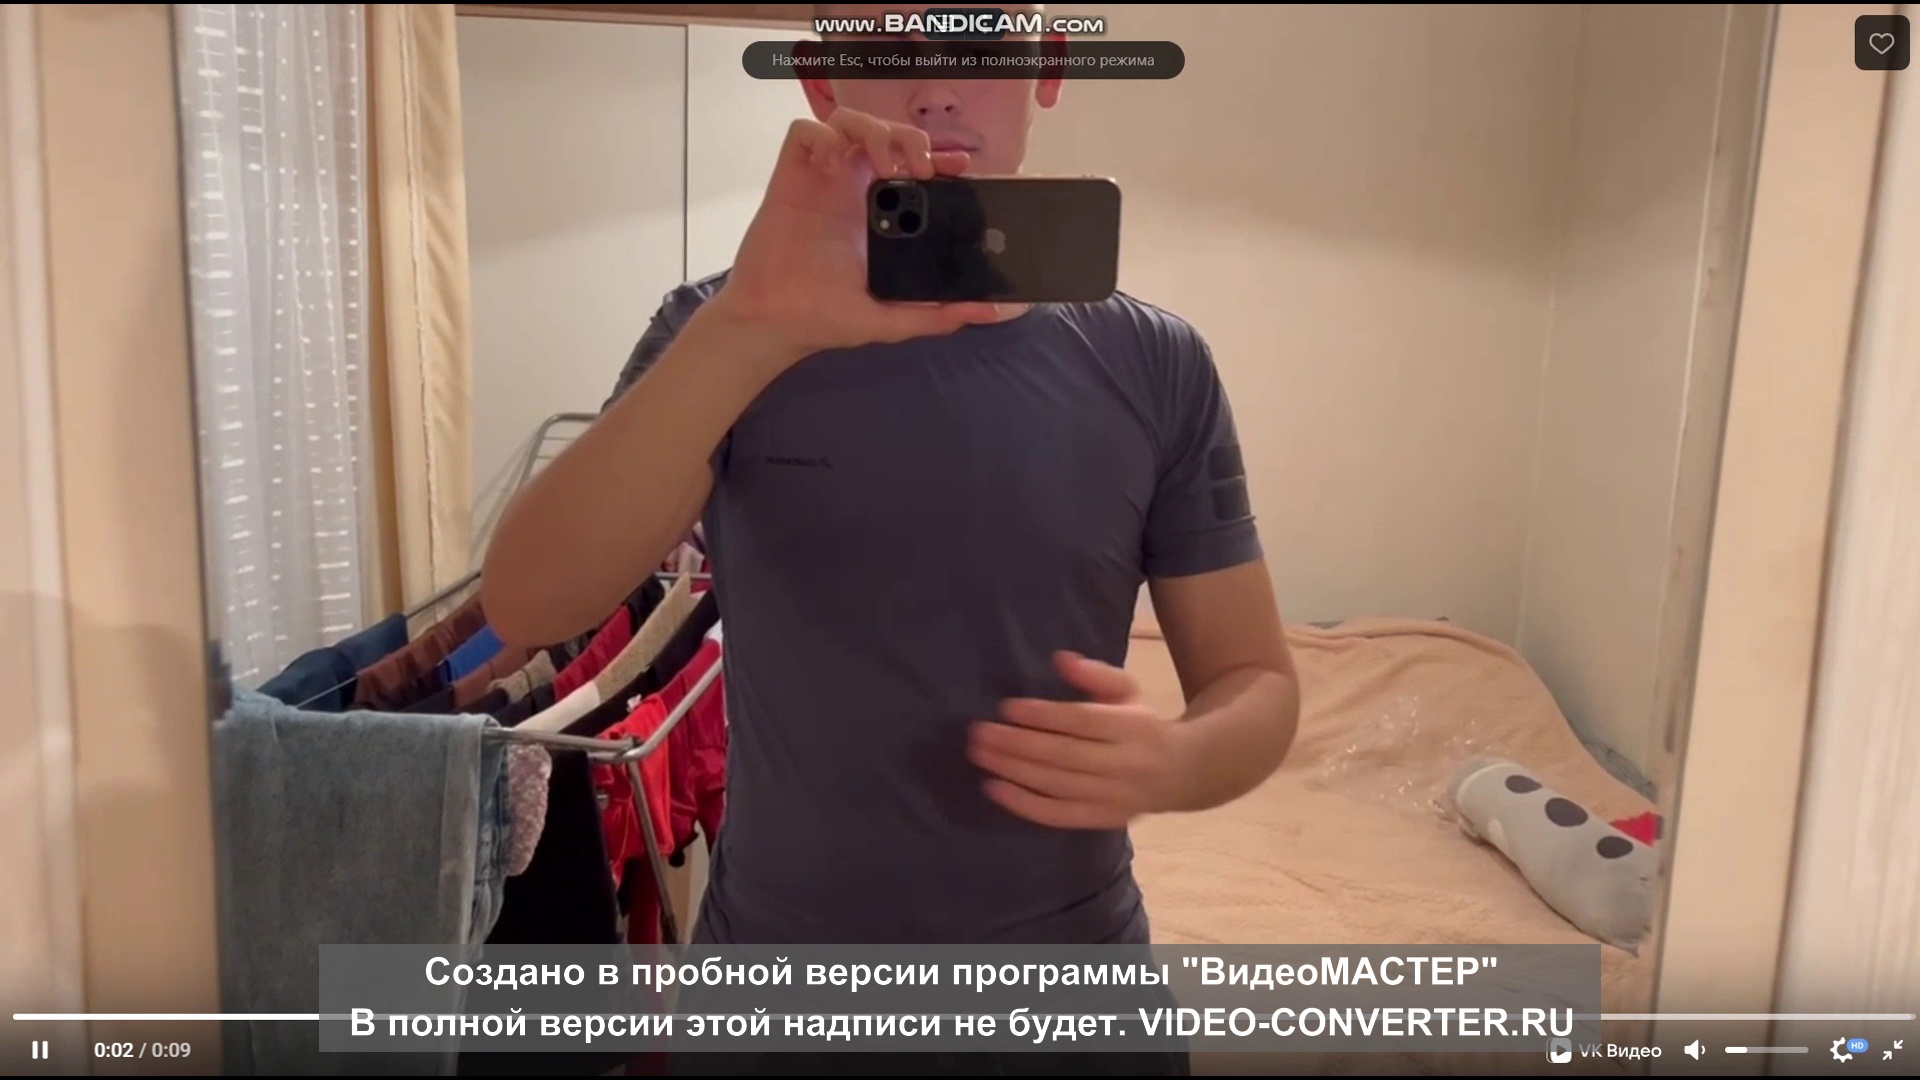 www.BANDICAM.com
Нажмите Esc, чтобы выйти из полноэкранного режима
Создано в пробной версии программы "ВидеоМАСТЕР"
В полной версии этой надписи не будет. VIDEO-CONVERTER.RU
0:02 / 0:09
VK Видео
HD